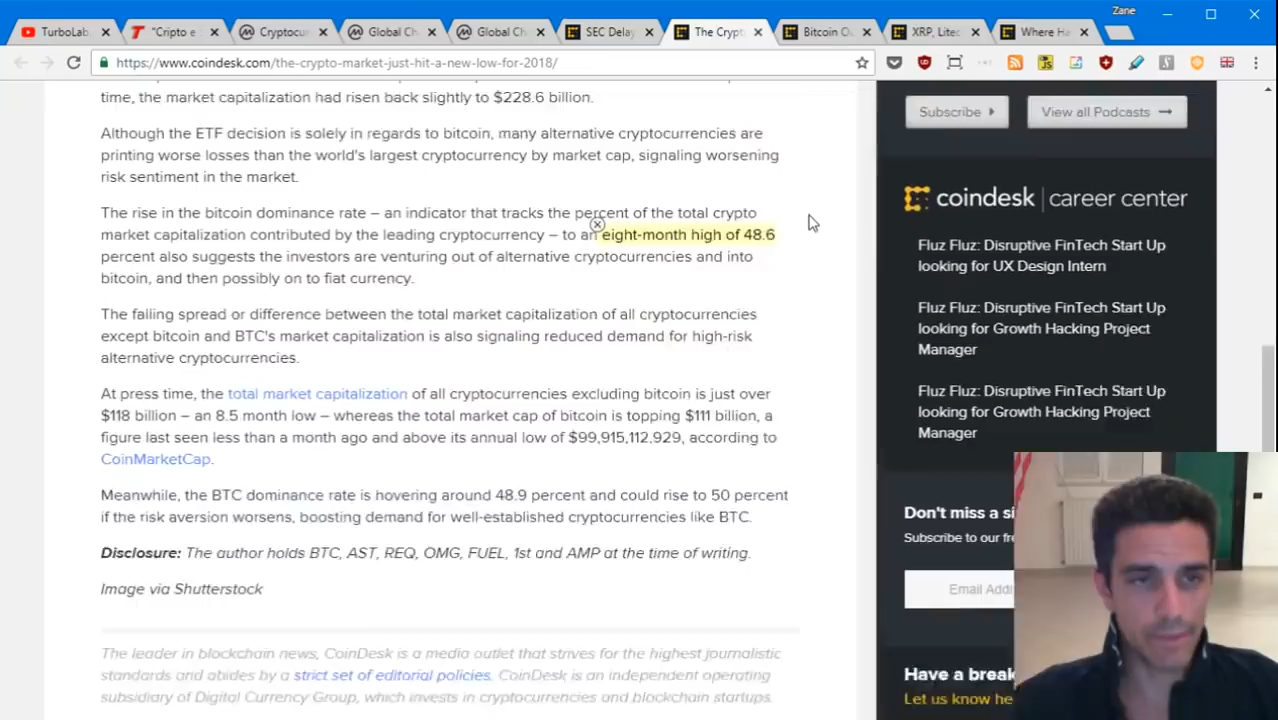 Zane
TurboLab.
"Cripto e
Cryptocur
Global Ch
Global Ch
SEC Delay
The Crypt
Bitcoin O
XRP, Litec
Where Ha
https://www.coindesk.com/the-crypto-market-just-hit-a-new-low-for-2018/
time, the market capitalization had risen back slightly to $228.6 billion.
Although the ETF decision is solely in regards to bitcoin, many alternative cryptocurrencies are
printing worse losses than the world's largest cryptocurrency by market cap, signaling worsening
risk sentiment in the market.
The rise in the bitcoin dominance rate – an indicator that tracks the percent of the total crypto
market capitalization contributed by the leading cryptocurrency – to an eight-month high of 48.6
percent also suggests the investors are venturing out of alternative cryptocurrencies and into
bitcoin, and then possibly on to fiat currency.
The falling spread or difference between the total market capitalization of all cryptocurrencies
except bitcoin and BTC's market capitalization is also signaling reduced demand for high-risk
alternative cryptocurrencies.
At press time, the total market capitalization of all cryptocurrencies excluding bitcoin is just over
$118 billion – an 8.5 month low – whereas the total market cap of bitcoin is topping $111 billion, a
figure last seen less than a month ago and above its annual low of $99,915,112,929, according to
CoinMarketCap.
Meanwhile, the BTC dominance rate is hovering around 48.9 percent and could rise to 50 percent
if the risk aversion worsens, boosting demand for well-established cryptocurrencies like BTC.
Disclosure: The author holds BTC, AST, REQ, OMG, FUEL, 1st and AMP at the time of writing.
Image via Shutterstock
The leader in blockchain news, CoinDesk is a media outlet that strives for the highest journalistic
standards and abides by a strict set of editorial policies. CoinDesk is an independent operating
subsidiary of Digital Currency Group, which invests in cryptocurrencies and blockchain startups.
Subscribe
View all Podcasts →
coindesk | career center
Fluz Fluz: Disruptive FinTech Start Up
looking for UX Design Intern
Fluz Fluz: Disruptive FinTech Start Up
looking for Growth Hacking Project
Manager
Fluz Fluz: Disruptive FinTech Start Up
looking for Growth Hacking Project
Manager
Don't miss a si
Subscribe to our fre
Email Addr
Have a break
Let us know he